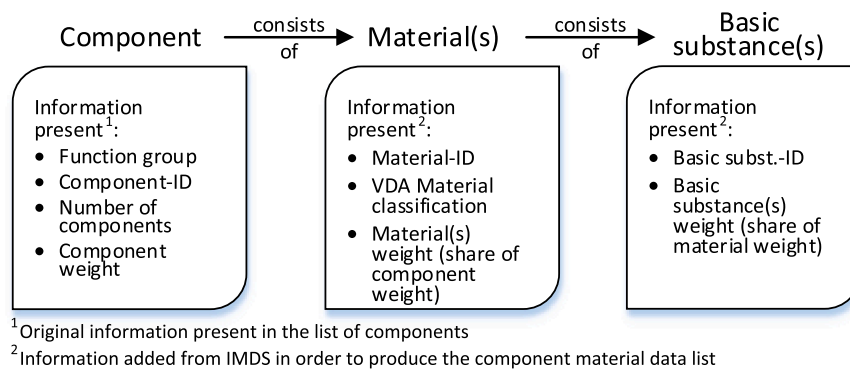 Component
consists
of
Material(s)
consists
of
Basic
substance(s)
Information
present1:
• Function group
• Component-ID
• Number of
components
• Component
weight
Information
present2:
• Material-ID
• VDA Material
classification
• Material(s)
weight (share of
component
weight)
Information
present2:
• Basic subst.-ID
• Basic
substance(s)
weight (share of
material weight)
1Original information present in the list of components
2Information added from IMDS in order to produce the component material data list